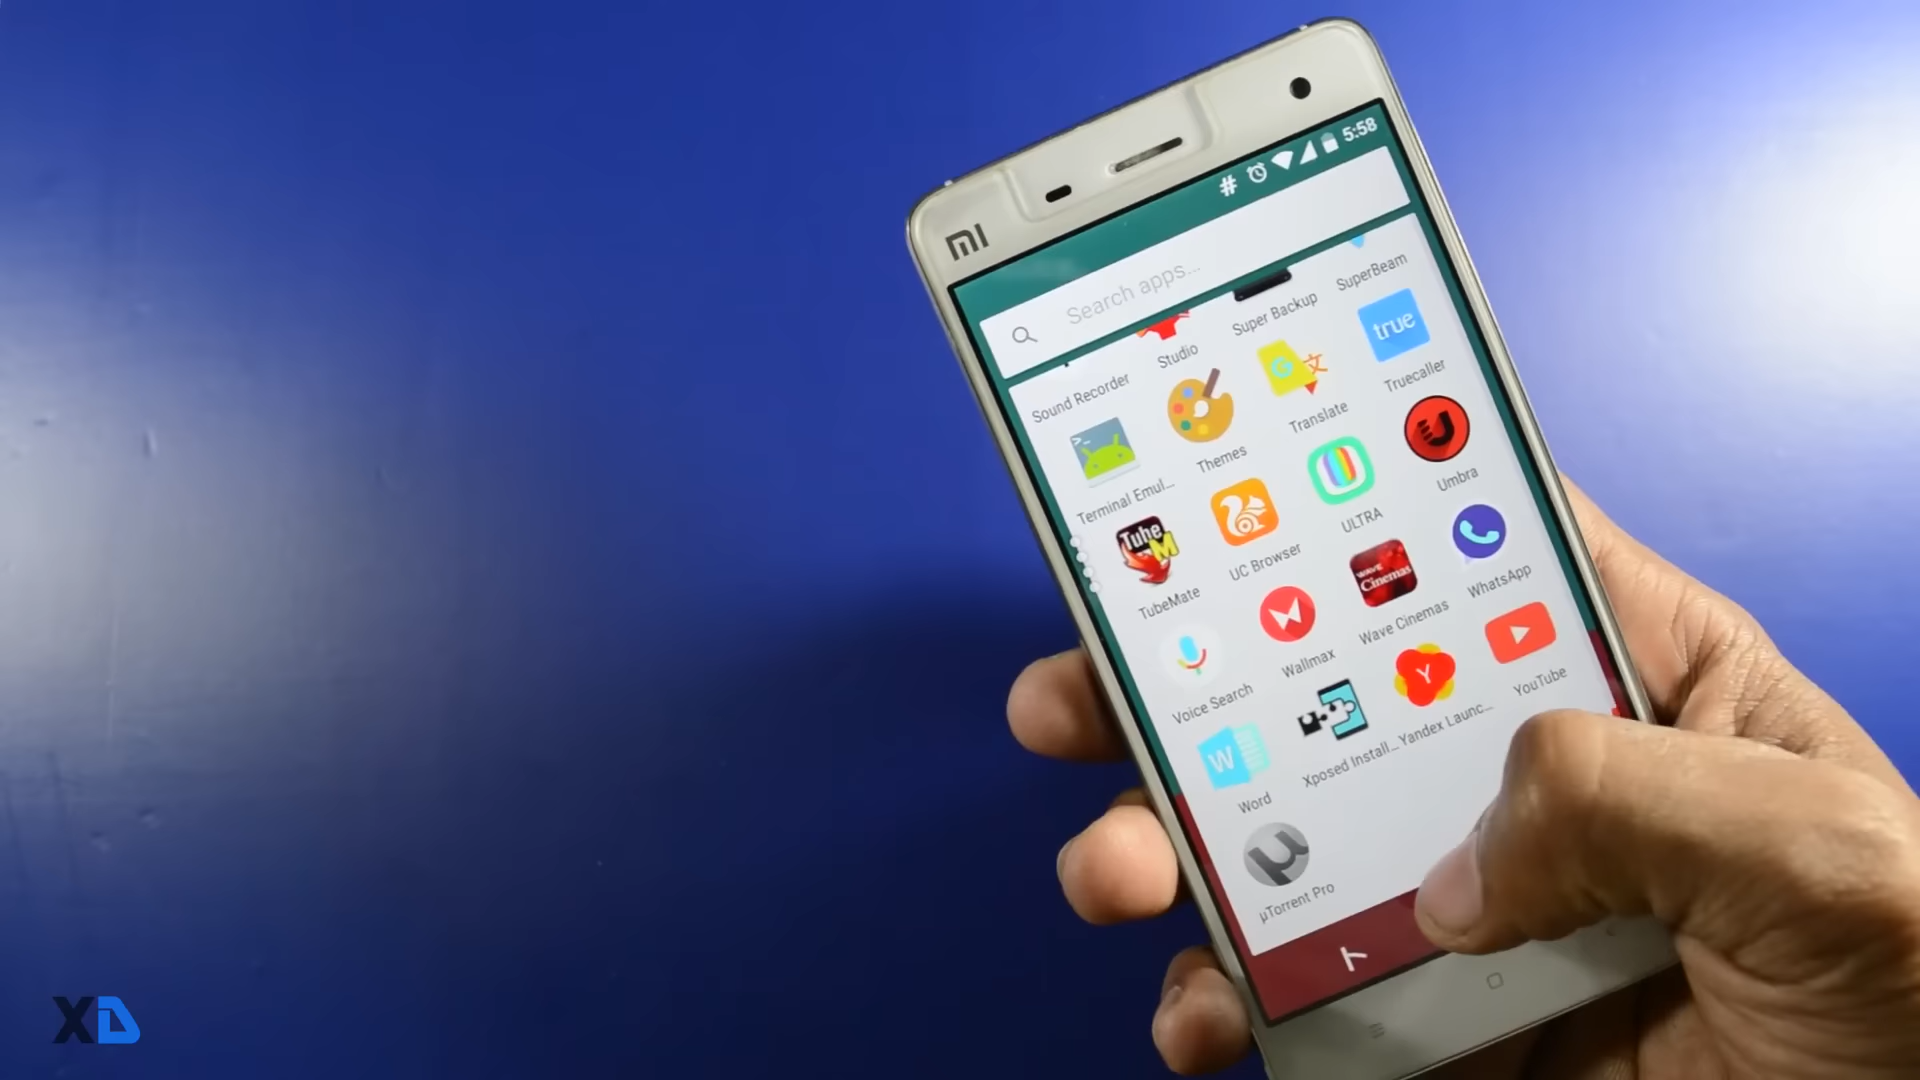 5:58
mi
Search apps...
Sound Recorder
Studio
Super Backup
SuperBeam
true
Terminal Emul...
Themes
Translate
Truecaller
Tube
M
TubeMate
UC Browser
ULTRA
Umbra
WAVE
Cinemas
Voice Search
Wallmax
Wave Cinemas
WhatsApp
W
Y
Word
Xposed Install...
Yandex Launc...
YouTube
µ
µTorrent Pro
XD